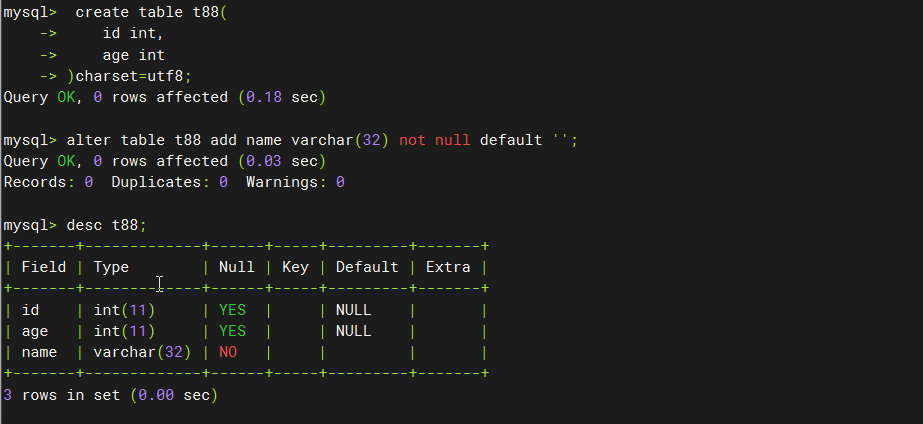 mysql>  create table t88(
    ->     id int,
    ->     age int
    -> )charset=utf8;
Query OK, 0 rows affected (0.18 sec)

mysql> alter table t88 add name varchar(32) not null default '';
Query OK, 0 rows affected (0.03 sec)
Records: 0  Duplicates: 0  Warnings: 0

mysql> desc t88;
+-------+-------------+------+-----+---------+-------+
| Field | Type        | Null | Key | Default | Extra |
+-------+-------------+------+-----+---------+-------+
| id    | int(11)     | YES  |     | NULL    |       |
| age   | int(11)     | YES  |     | NULL    |       |
| name  | varchar(32) | NO   |     |         |       |
+-------+-------------+------+-----+---------+-------+
3 rows in set (0.00 sec)